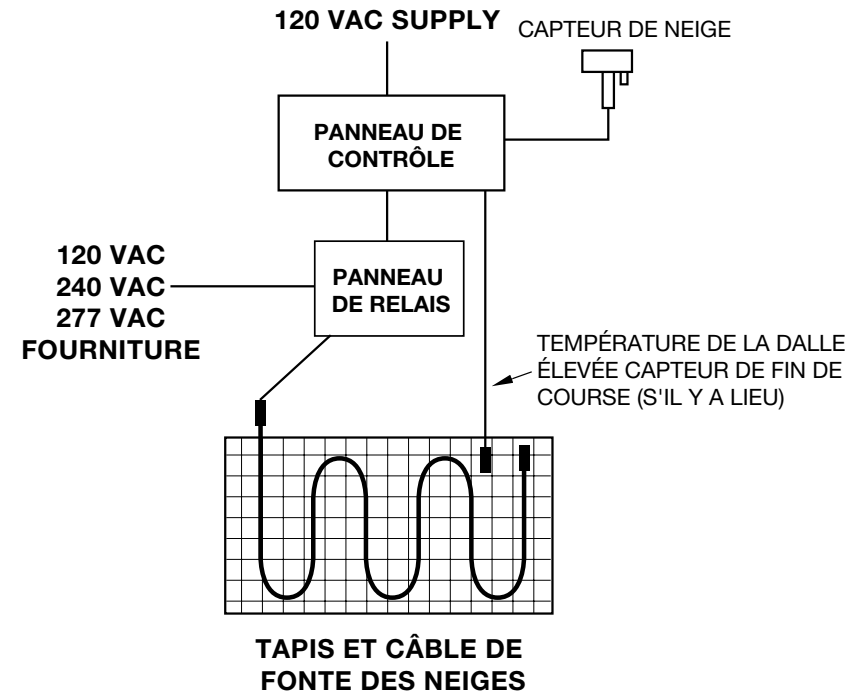 120 VAC SUPPLY
CAPTEUR DE NEIGE
PANNEAU DE
CONTRÔLE
120 VAC
240 VAC
277 VAC
FOURNITURE
PANNEAU
DE RELAIS
TEMPÉRATURE DE LA DALLE
ÉLEVÉE CAPTEUR DE FIN DE
COURSE (S'IL Y A LIEU)
TAPIS ET CÂBLE DE
FONTE DES NEIGES